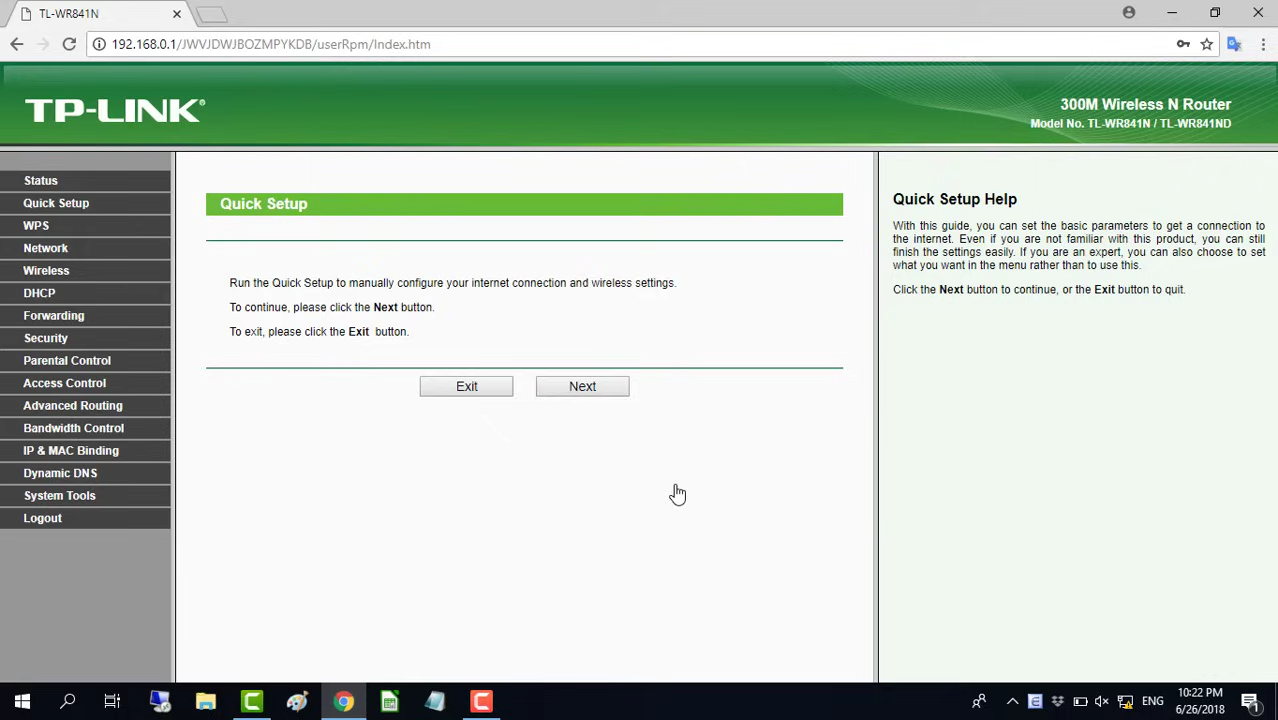 TL-WR841N
192.168.0.1/JWVJDWJBOZMPYKDB/userRpm/Index.htm
TP-LINK®
300M Wireless N Router
Model No. TL-WR841N / TL-WR841ND
Status
Quick Setup
WPS
Network
Wireless
DHCP
Forwarding
Security
Parental Control
Access Control
Advanced Routing
Bandwidth Control
IP & MAC Binding
Dynamic DNS
System Tools
Logout
Quick Setup
Run the Quick Setup to manually configure your internet connection and wireless settings.
To continue, please click the Next button.
To exit, please click the Exit button.
Exit
Next
Quick Setup Help
With this guide, you can set the basic parameters to get a connection to
the internet. Even if you are not familiar with this product, you can still
finish the settings easily. If you are an expert, you can also choose to set
what you want in the menu rather than to use this.
Click the Next button to continue, or the Exit button to quit.
ENG
10:22 PM
6/26/2018
1